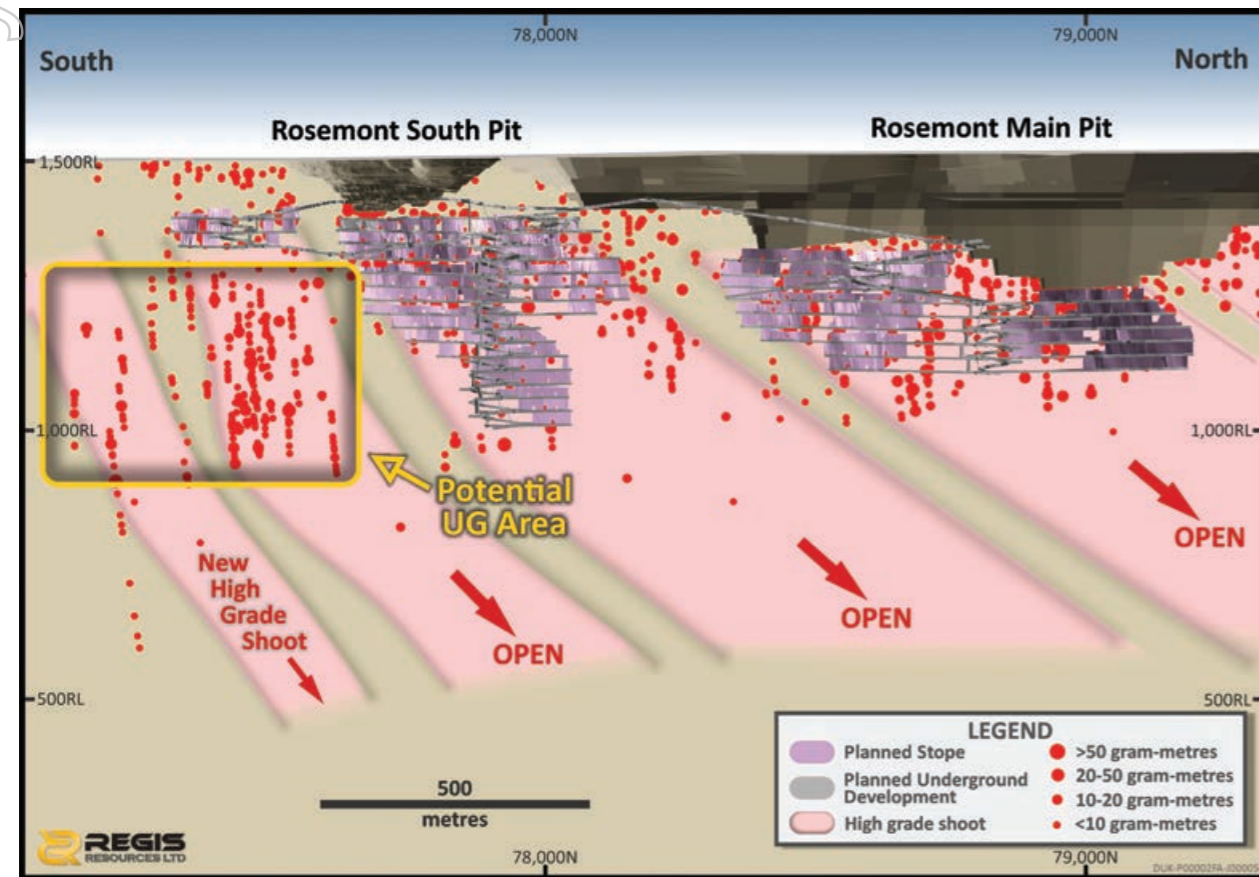 78,000N
79,000N
South
North
Rosemont South Pit
Rosemont Main Pit
1,500RL
1,000RL
1,000RL
Potential
UG Area
New
High
Grade
Shoot
OPEN
OPEN
OPEN
500RL
500RL
LEGEND
Planned Stope
Planned Underground
Development
High grade shoot
>50 gram-metres
20-50 gram-metres
10-20 gram-metres
<10 gram-metres
500
metres
REGIS
RESOURCES LTD
78,000N
79,000N